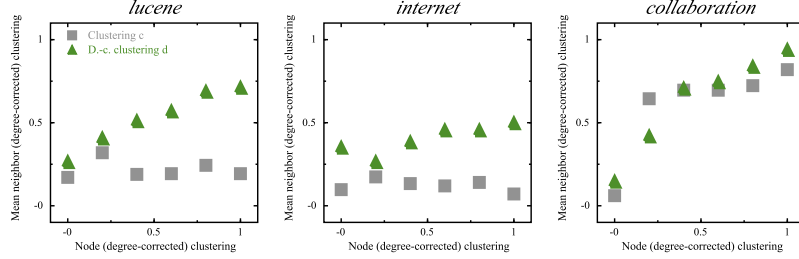 lucene
Mean neighbor (degree-corrected) clustering
1
0.5
-0
Clustering c
D.-c. clustering d
-0
0.5
1
Node (degree-corrected) clustering
internet
Mean neighbor (degree-corrected) clustering
1
0.5
-0
-0
0.5
1
Node (degree-corrected) clustering
collaboration
Mean neighbor (degree-corrected) clustering
1
0.5
-0
-0
0.5
1
Node (degree-corrected) clustering